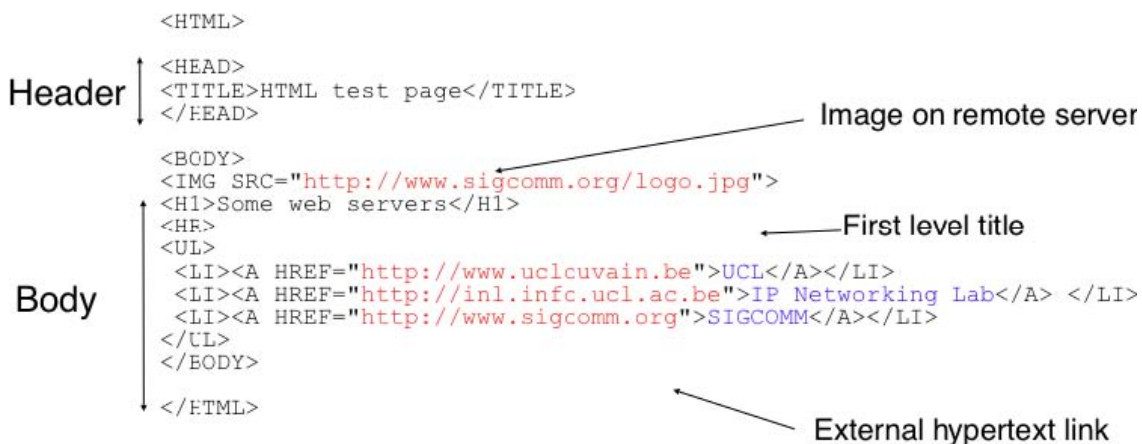 <HTML>
<HEAD>
Header
<TITLE>HTML test page</TITLE>
</HEAD>
Image on remote server
<BODY>
<IMG SRC="http://www.sigcomm.org/logo.jpg">
<H1>Some web servers</H1>
<HR>
First level title
<UL>
<LI><A HREF="http://www.uclcuvain.be">UCL</A></LI>
Body
<LI><A HREF="http://inl.infc.ucl.ac.be">IP Networking Lab</A> </LI>
<LI><A HREF="http://www.sigcomm.org">SIGCOMM</A></LI>
</UL>
</BODY>
</HTML>
External hypertext link